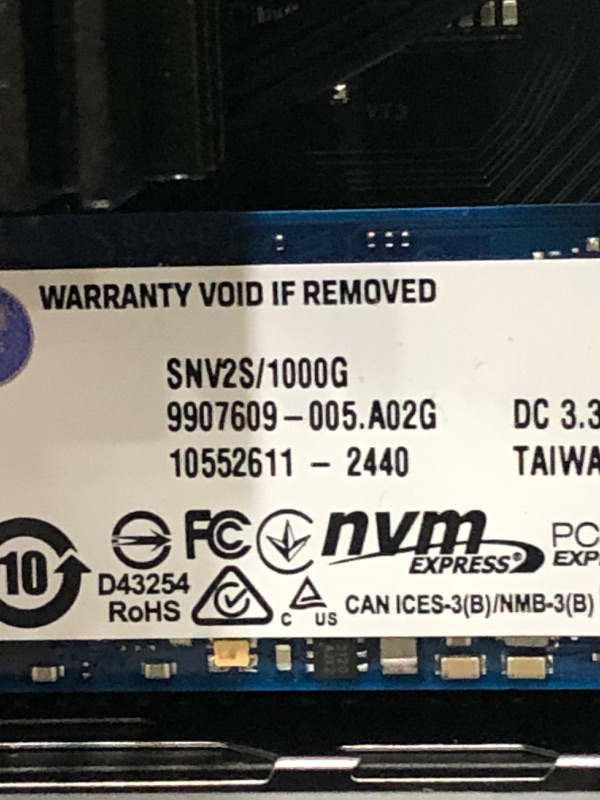 WARRANTY VOID IF REMOVED
SNV2S/1000G
9907609-005.A02G DC 3.3
10552611 - 2440 TAIWA
10
FC
nvm
EXPRESS®
PC
EXP
D43254
RoHS
C US
CAN ICES-3(B)/NMB-3(B)